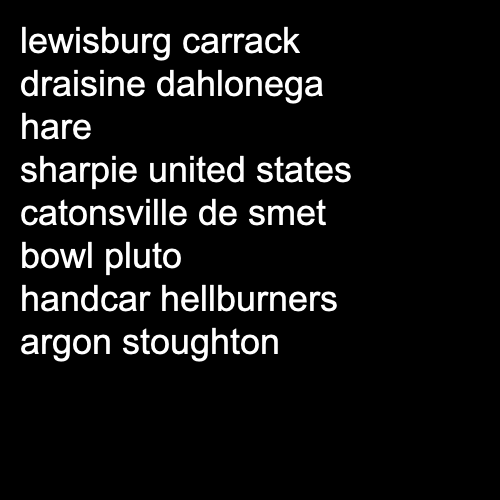 lewisburg carrack
draisine dahlonega
hare
sharpie united states
catonsville de smet
bowl pluto
handcar hellburners
argon stoughton